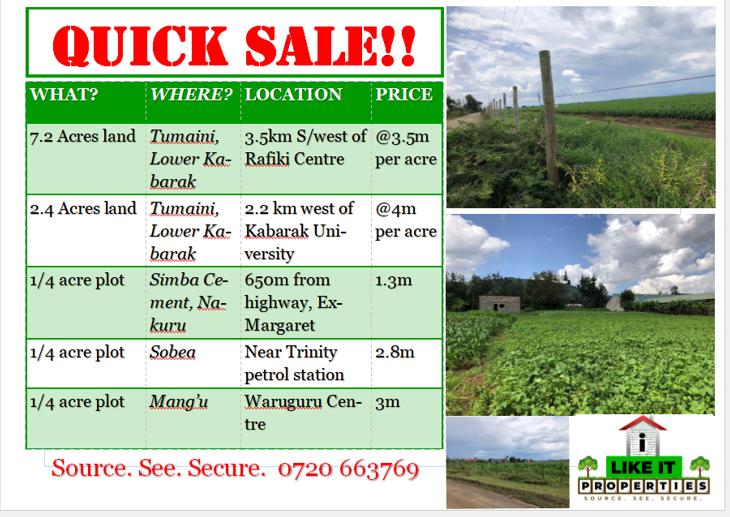 QUICK SALE!!
WHAT? WHERE? LOCATION PRICE
7.2 Acres land Tumaini, 3.5km S/west of @3.5m
Lower Ka- Rafiki Centre per acre
barak
2.4 Acres land Tumaini, 2.2 km west of @4m
Lower Ka- Kabarak Uni- per acre
barak versity
1/4 acre plot Simba Ce- 650m from 1.3m
ment, Na- highway, Ex-
kuru Margaret
1/4 acre plot Sobea Near Trinity 2.8m
petrol station
1/4 acre plot Mang'u Waruguru Cen- 3m
tre
Source. See. Secure. 0720 663769
i
LIKE IT
PROPERTIES
SOURCE. SEE. SECURE.